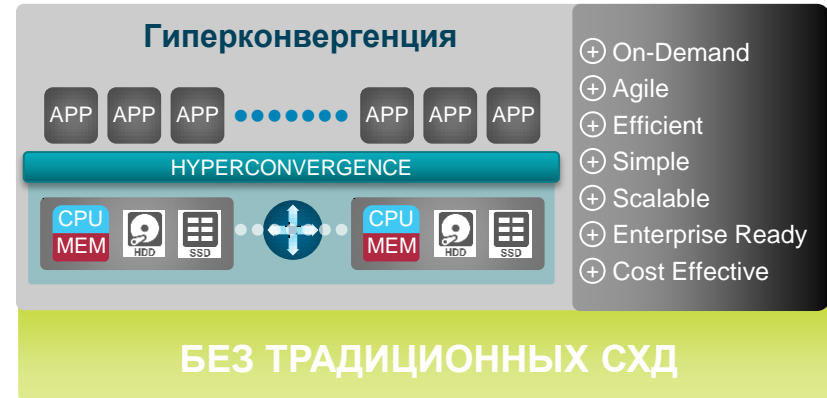 Гиперконвергенция
APP APP APP APP APP APP
HYPERCONVERGENCE
CPU CPU
MEM MEM
HDD SSD HDD SSD
On-Demand
Agile
Efficient
Simple
Scalable
Enterprise Ready
Cost Effective
БЕЗ ТРАДИЦИОННЫХ СХД